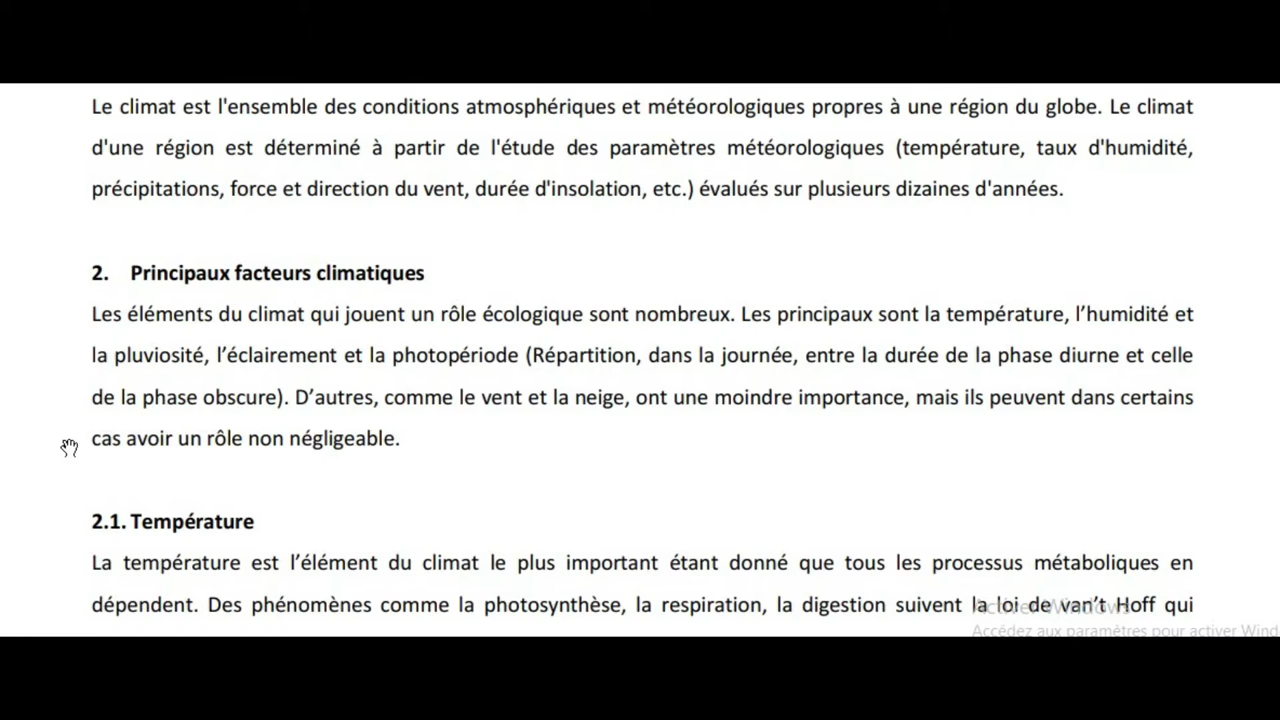 Le climat est l'ensemble des conditions atmosphériques et météorologiques propres à une région du globe. Le climat
d'une région est déterminé à partir de l'étude des paramètres météorologiques (température, taux d'humidité,
précipitations, force et direction du vent, durée d'insolation, etc.) évalués sur plusieurs dizaines d'années.
2. Principaux facteurs climatiques
Les éléments du climat qui jouent un rôle écologique sont nombreux. Les principaux sont la température, l’humidité et
la pluviosité, l’éclairement et la photopériode (Répartition, dans la journée, entre la durée de la phase diurne et celle
de la phase obscure). D’autres, comme le vent et la neige, ont une moindre importance, mais ils peuvent dans certains
cas avoir un rôle non négligeable.
2.1. Température
La température est l’élément du climat le plus important étant donné que tous les processus métaboliques en
dépendent. Des phénomènes comme la photosynthèse, la respiration, la digestion suivent la loi de van’t Hoff qui
Activer Windows
Accédez aux paramètres pour activer Wind